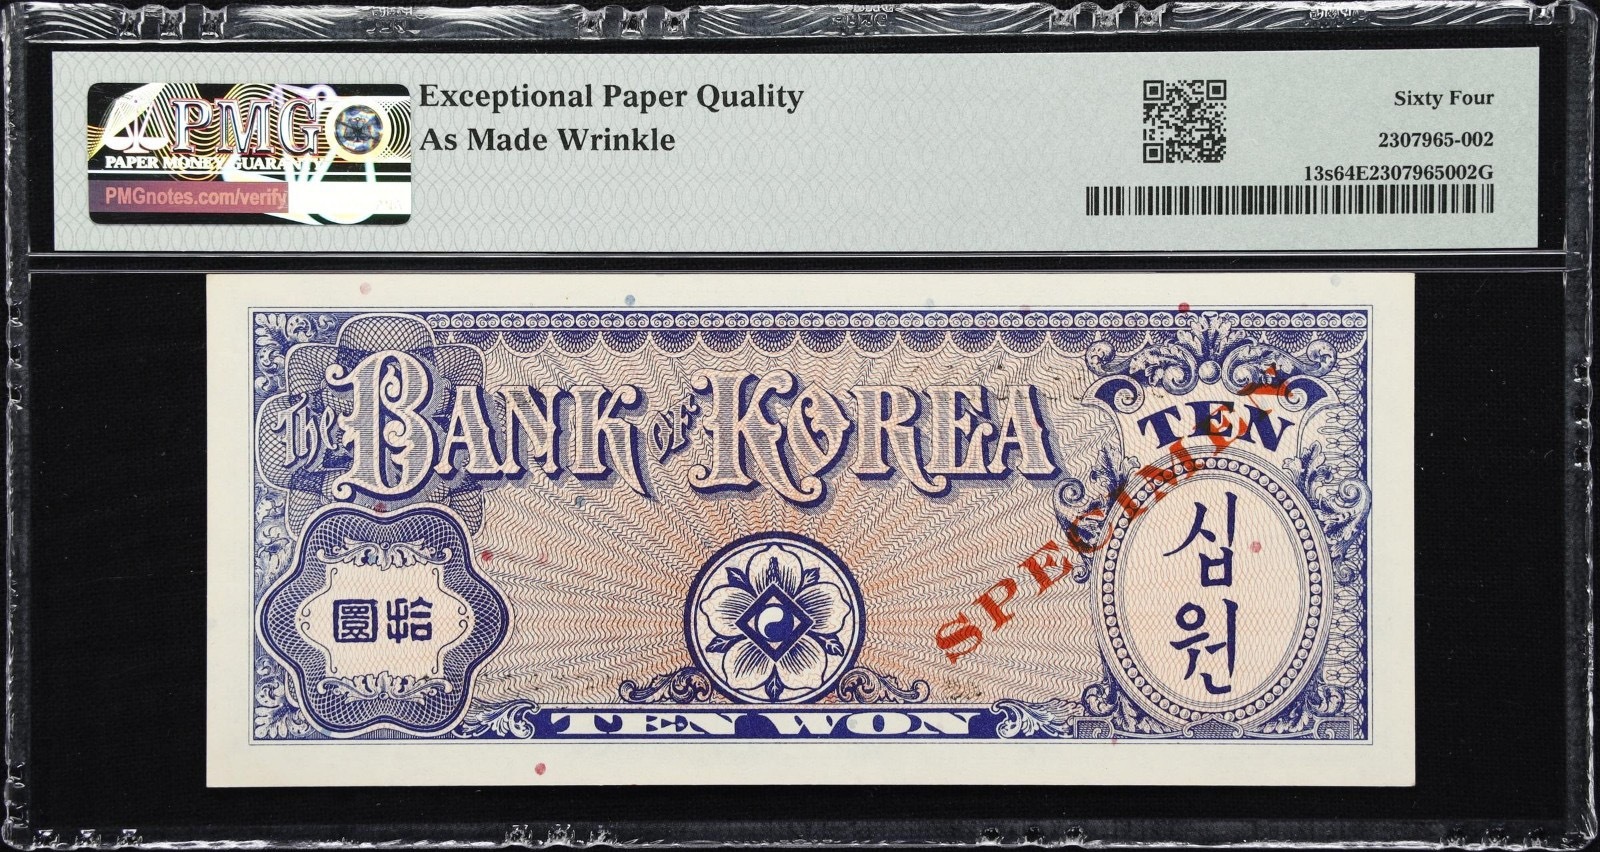 PMG
PAPER MONEY GUARANTY
PMGnotes.com/verify
Exceptional Paper Quality
As Made Wrinkle
Sixty Four
2307965-002
13s64E2307965002G
The BANK OF KOREA
TEN
SPECIMEN
십
원
圜拾
TEN WON